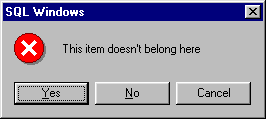 SQL Windows
This item doesn't belong here
Yes No Cancel